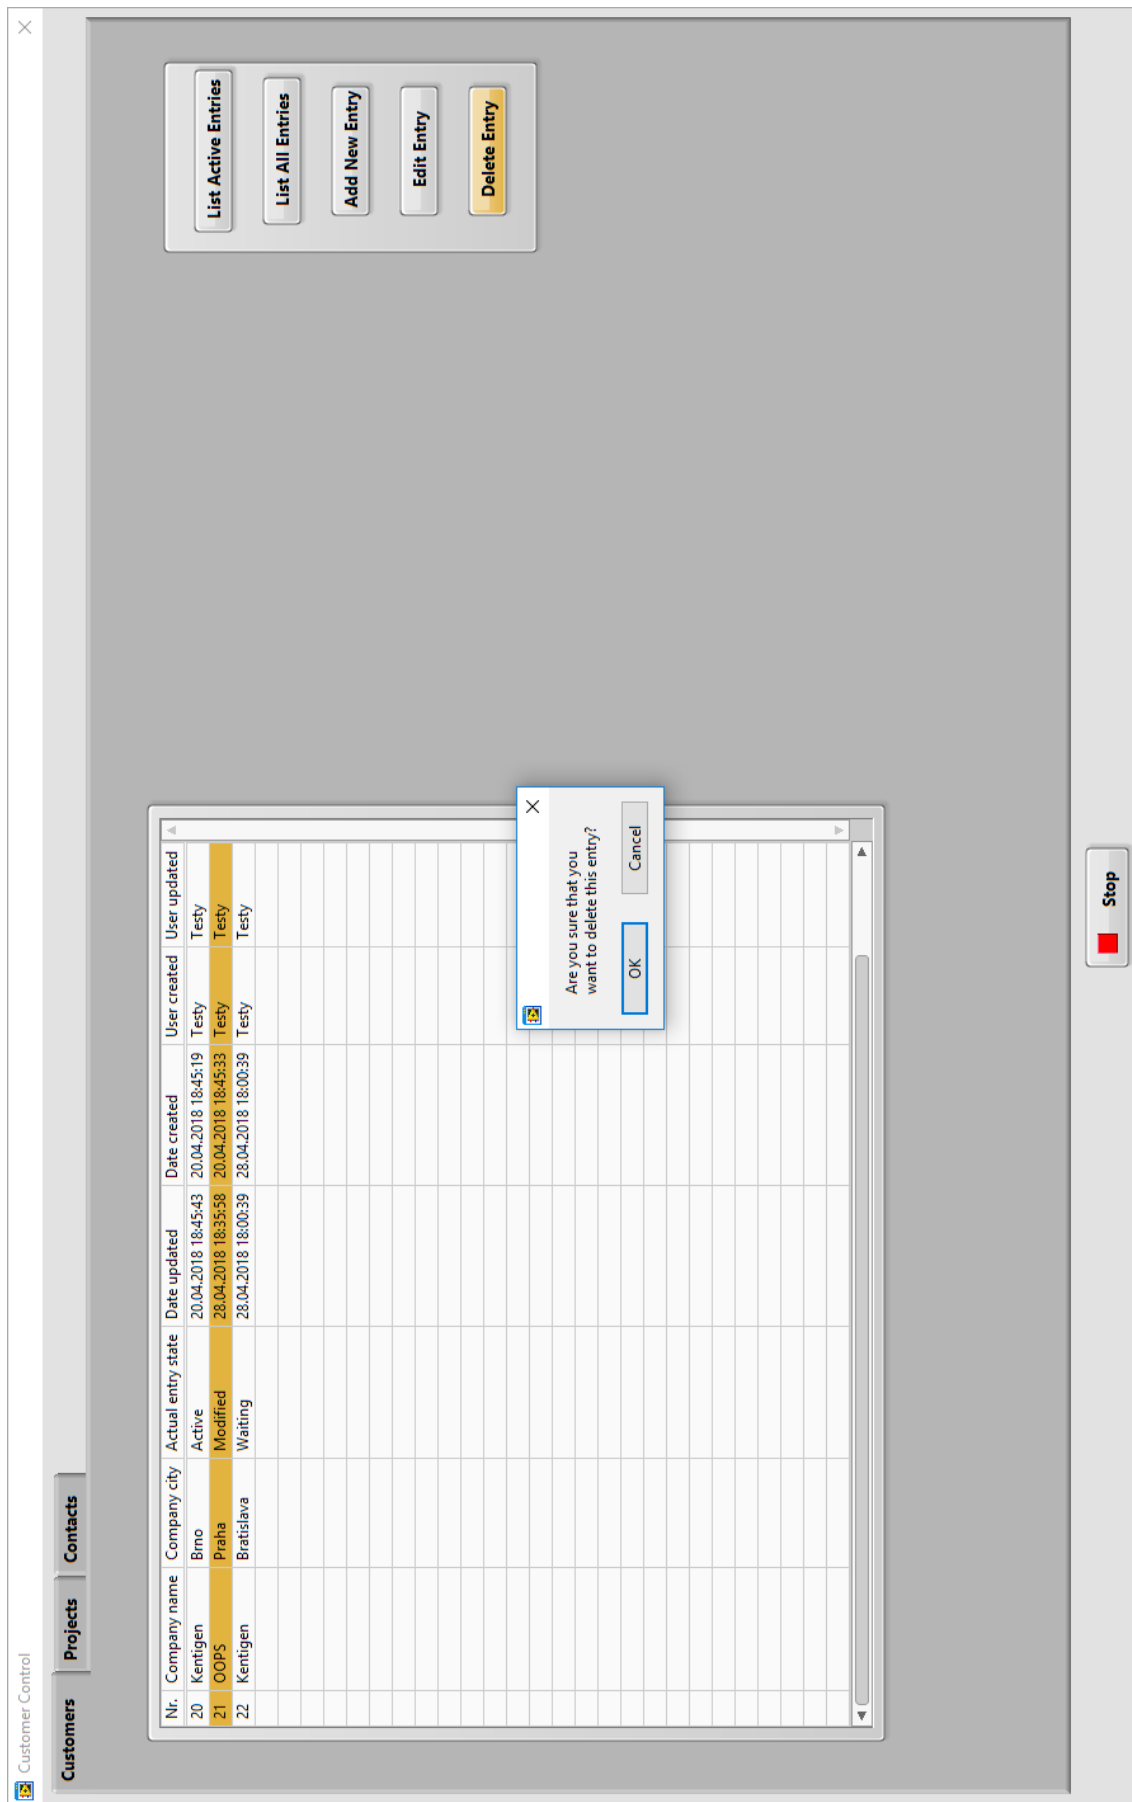 Customer Control
Customers Projects Contacts
Nr. Company name Company city Actual entry state Date updated Date created User created User updated
20 Kentigen Brno Active 20.04.2018 18:45:43 20.04.2018 18:45:19 Testy Testy
21 OOPS Praha Modified 28.04.2018 18:35:58 20.04.2018 18:45:33 Testy Testy
22 Kentigen Bratislava Waiting 28.04.2018 18:00:39 28.04.2018 18:00:39 Testy Testy
List Active Entries
List All Entries
Add New Entry
Edit Entry
Delete Entry
Are you sure that you
want to delete this entry?
OK Cancel
Stop